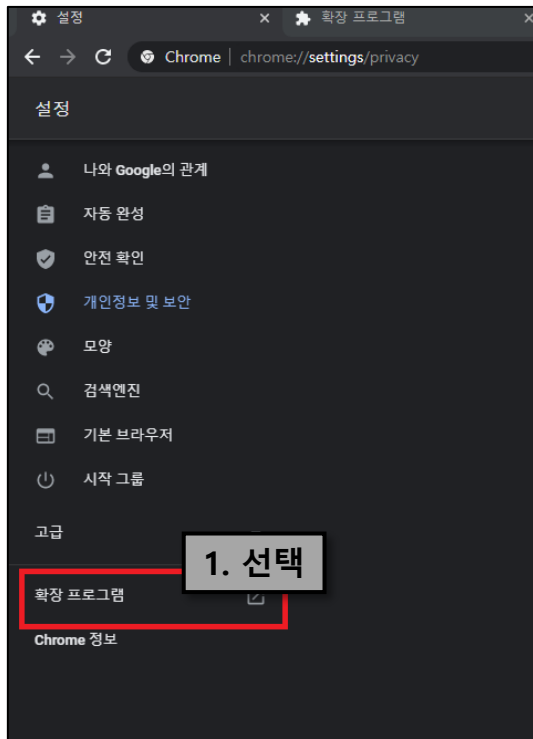 설정 확장 프로그램
Chrome | chrome://settings/privacy
설정
나와 Google의 관계
자동 완성
안전 확인
개인정보 및 보안
모양
검색엔진
기본 브라우저
시작 그룹
고급
1. 선택
확장 프로그램
Chrome 정보